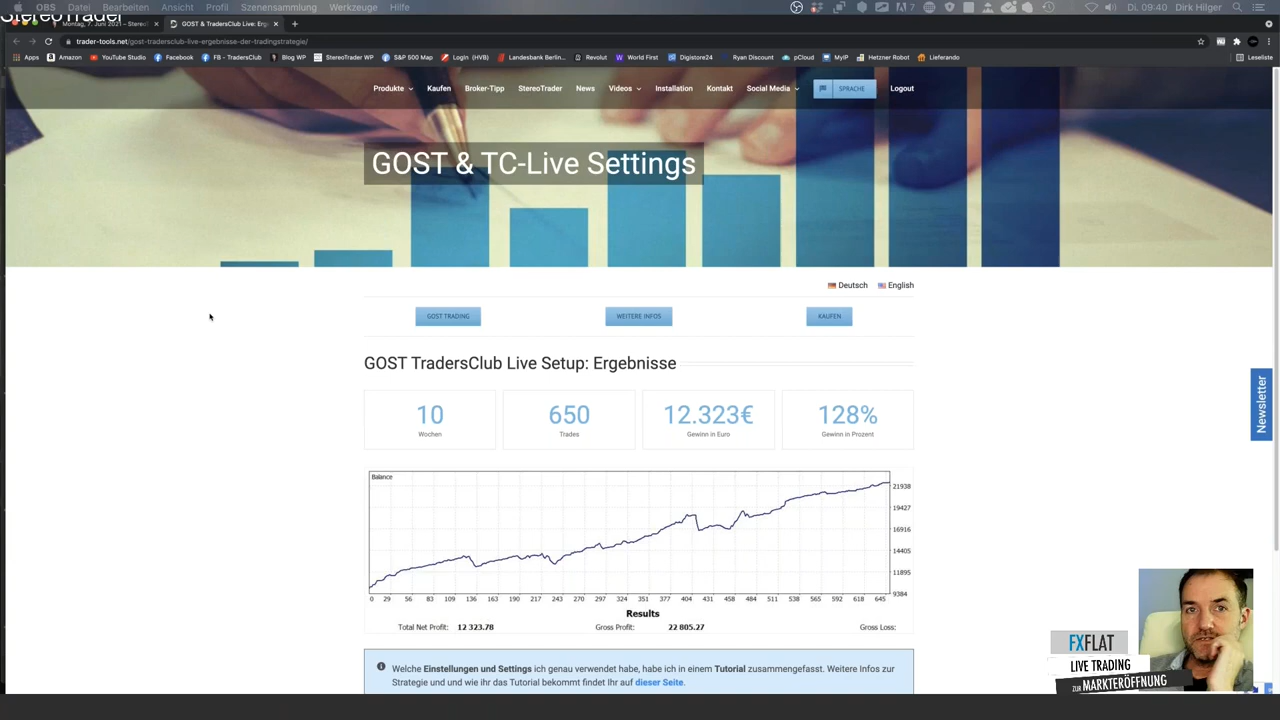 OBS Datei Bearbeiten Ansicht Profil Szenensammlung Werkzeuge Hilfe
7 Di 09:40 Dirk Hilger
StereoTrader
Montag, 7. Juni 2021 – Stereo
GOST & TradersClub Live: Erg
trader-tools.net/gost-tradersclub-live-ergebnisse-der-tradingstrategie/
Apps Amazon YouTube Studio Facebook FB - TradersClub Blog WP StereoTrader WP S&P 500 Map Login (HVB) Landesbank Berlin... Revolut World First Digistore24 Ryan Discount pCloud MyIP Hetzner Robot Lieferando Leseliste
Produkte Kaufen Broker-Tipp StereoTrader News Videos Installation Kontakt Social Media SPRACHE Logout
GOST & TC-Live Settings
Deutsch English
GOST TRADING WEITERE INFOS KAUFEN
GOST TradersClub Live Setup: Ergebnisse
10 650 12.323€ 128%
Wochen Trades Gewinn in Euro Gewinn in Prozent
Newsletter
Balance
21938
19427
16916
14405
11895
9384
0 29 56 83 109 136 163 190 217 243 270 297 324 351 377 404 431 458 484 511 538 565 592 618 645
Results
Total Net Profit: 12 323.78 Gross Profit: 22 805.27 Gross Loss:
Welche Einstellungen und Settings ich genau verwendet habe, habe ich in einem Tutorial zusammengefasst. Weitere Infos zur
Strategie und und wie ihr das Tutorial bekommt findet Ihr auf dieser Seite.
FXFLAT
LIVE TRADING
ZUR MARKTERÖFFNUNG